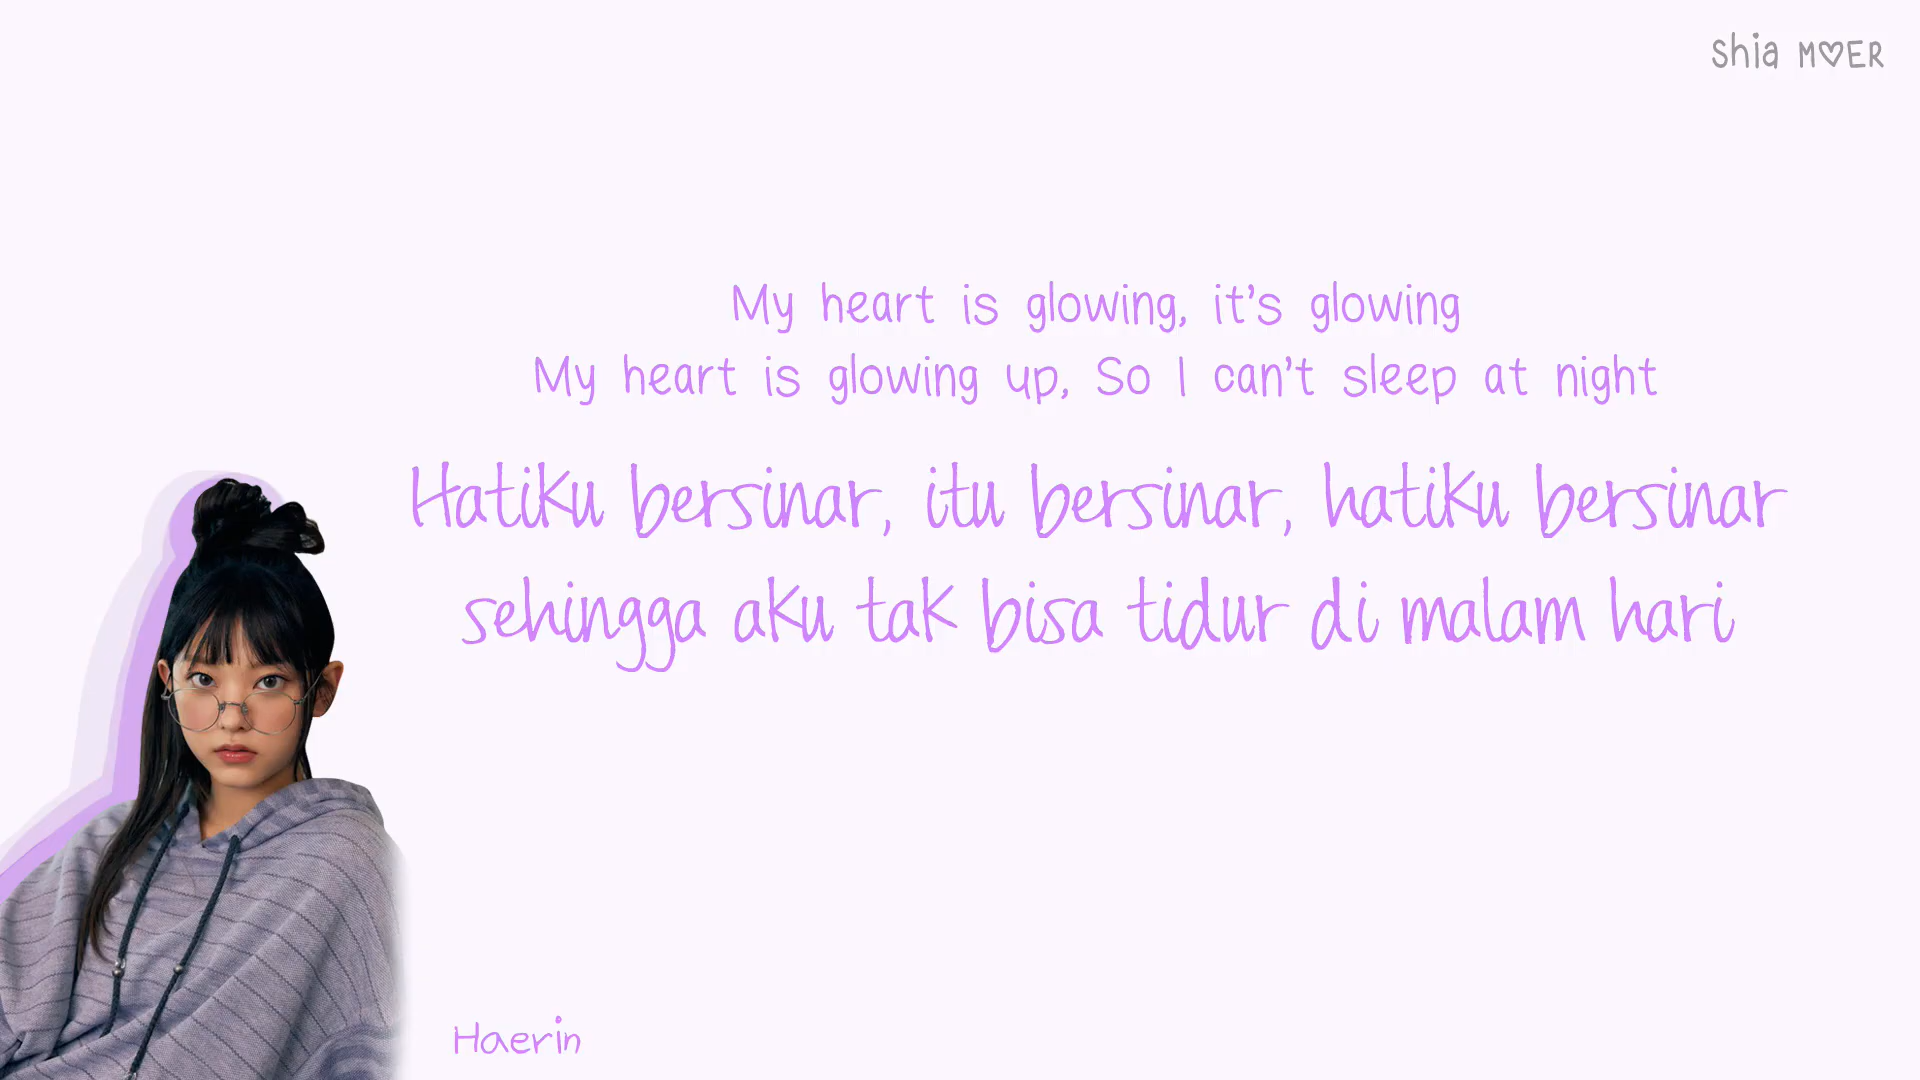 Shia M♡ER
My heart is glowing, it's glowing
My heart is glowing up, So I can't sleep at night
Hatiku bersinar, itu bersinar, hatiku bersinar
sehingga aku tak bisa tidur di malam hari
Haerin